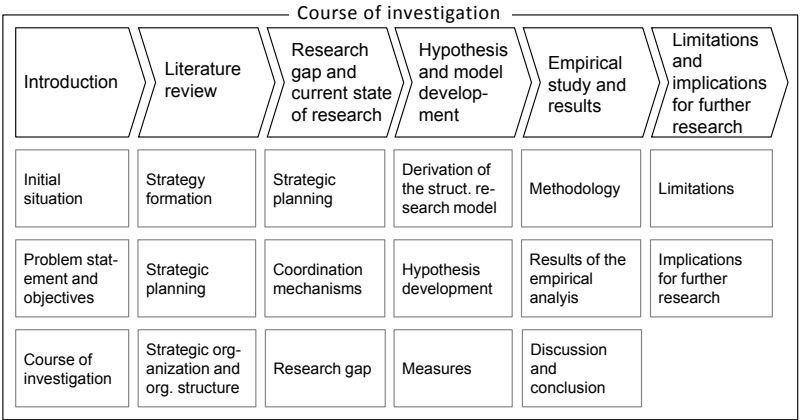 Course of investigation
Introduction
Literature
review
Research
gap and
current state
of research
Hypothesis
and model
develop-
ment
Empirical
study and
results
Limitations
and
implications
for further
research
Initial
situation
Strategy
formation
Strategic
planning
Derivation of
the struct. re-
search model
Methodology
Limitations
Problem stat-
ement and
objectives
Strategic
planning
Coordination
mechanisms
Hypothesis
development
Results of the
empirical
analyis
Implications
for further
research
Course of
investigation
Strategic org-
anization and
org. structure
Research gap
Measures
Discussion
and
conclusion